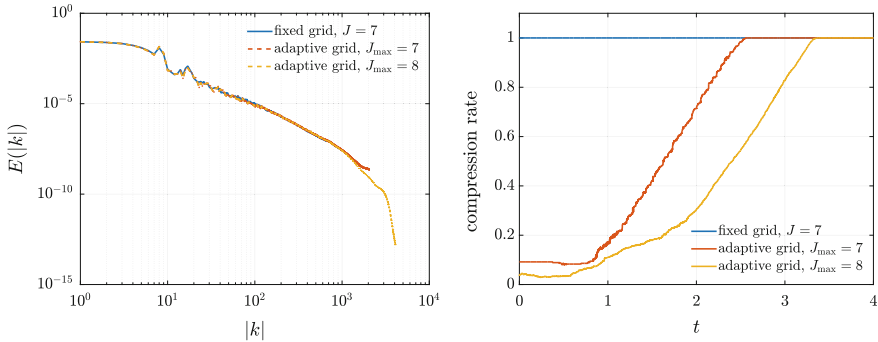 10^0
10^{-5}
10^{-10}
10^{-15}
E(|k|)
fixed grid, J = 7
adaptive grid, J_max = 7
adaptive grid, J_max = 8
10^0 10^1 10^2 10^3 10^4
|k|
1
0.8
0.6
0.4
0.2
0
compression rate
fixed grid, J = 7
adaptive grid, J_max = 7
adaptive grid, J_max = 8
0 1 2 3 4
t